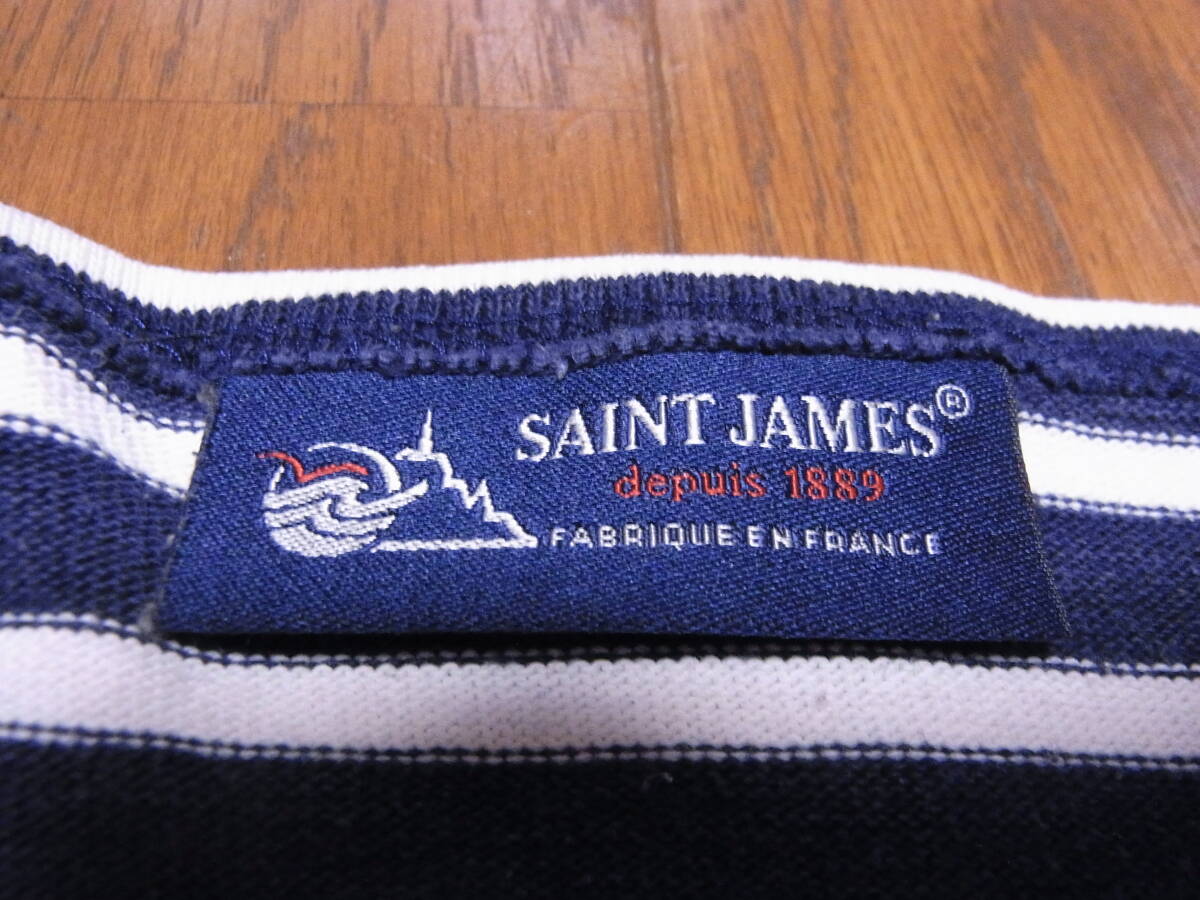 SAINT JAMES®
depuis 1889
FABRIQUE EN FRANCE